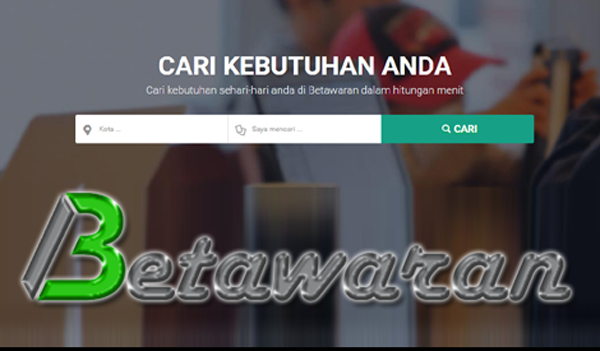 CARI KEBUTUHAN ANDA
Cari kebutuhan sehari-hari anda di Betawaran dalam hitungan menit
Kota ... Saya mencari ... CARI
Betawaran